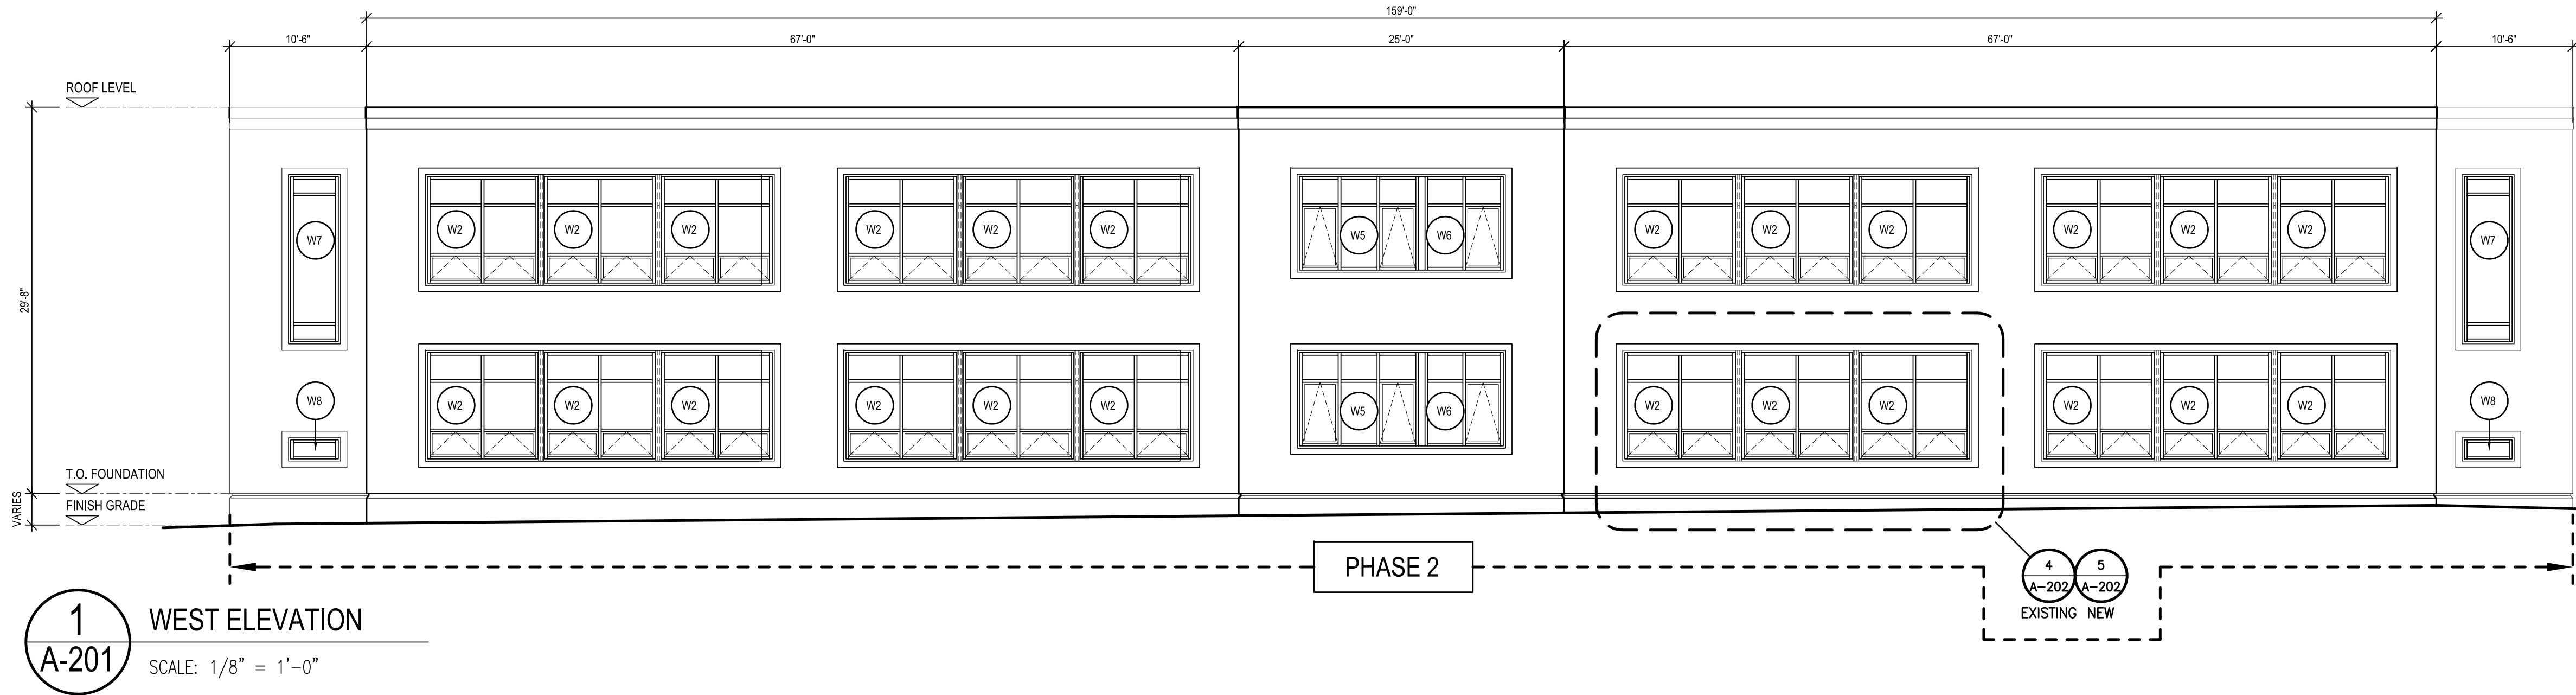 159'-0"
10'-6" 67'-0" 25'-0" 67'-0" 10'-6"
ROOF LEVEL
29'-8"
W2 W2 W2 W2 W2 W2 W2 W2 W2 W2 W2 W2
W5 W6
W7 W7
W8 W8
W2 W2 W2 W2 W2 W2 W2 W2 W2 W2 W2 W2
W5 W6
T.O. FOUNDATION
FINISH GRADE
VARIES
PHASE 2
4 5
A-202 A-202
EXISTING NEW
1
A-201
WEST ELEVATION
SCALE: 1/8" = 1'-0"